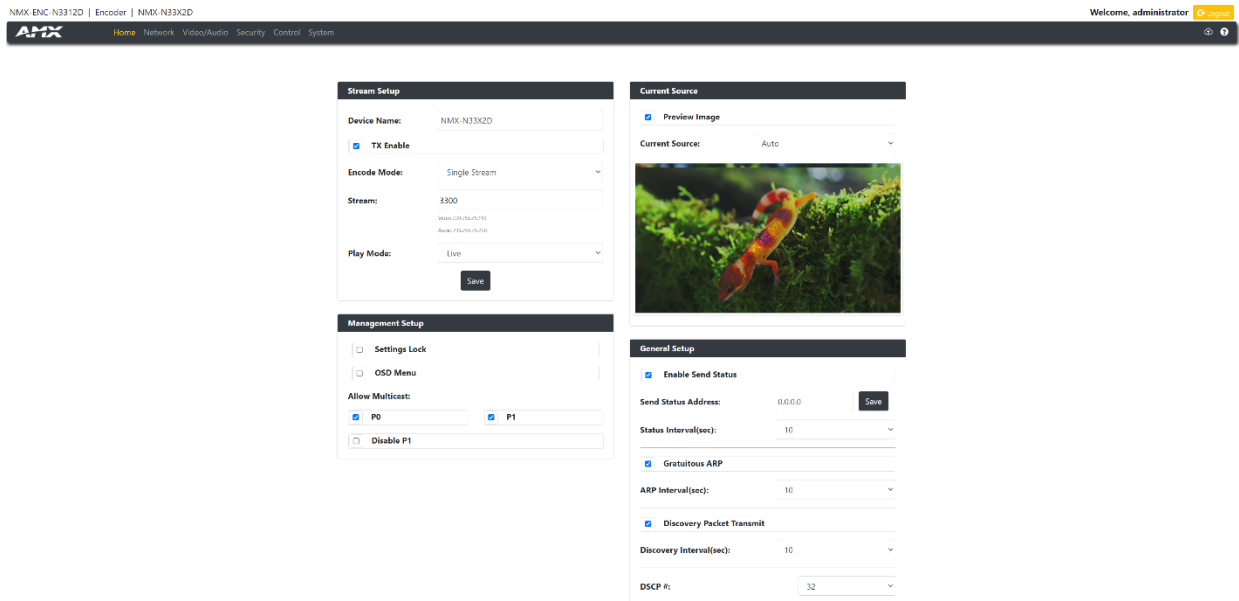 NMX-ENC-N3312D | Encoder | NMX-N33X2D
Welcome, administrator
Logout
AMX
Home Network Video/Audio Security Control System
Stream Setup
Device Name: NMX-N33X2D
TX Enable
Encode Mode: Single Stream
Stream: 3300
Play Mode: Live
Save
Management Setup
Settings Lock
OSD Menu
Allow Multicast:
P0 P1
Disable P1
Current Source
Preview Image
Current Source: Auto
General Setup
Enable Send Status
Send Status Address: 0.0.0.0 Save
Status Interval(sec): 10
Gratuitous ARP
ARP Interval(sec): 10
Discovery Packet Transmit
Discovery Interval(sec): 10
DSCP #: 32